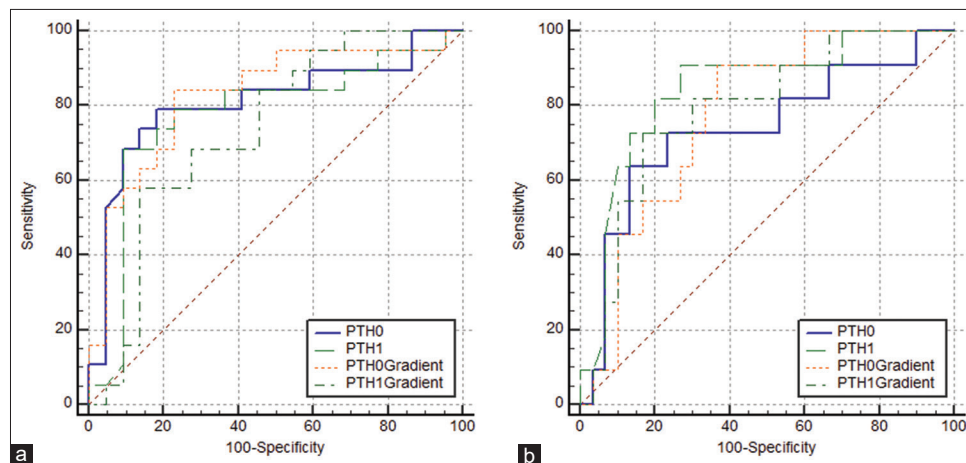 100
80
60
40
20
0
Sensitivity
0 20 40 60 80 100
100-Specificity
PTH0
PTH1
PTH0Gradient
PTH1Gradient
a
100
80
60
40
20
0
Sensitivity
0 20 40 60 80 100
100-Specificity
PTH0
PTH1
PTH0Gradient
PTH1Gradient
b